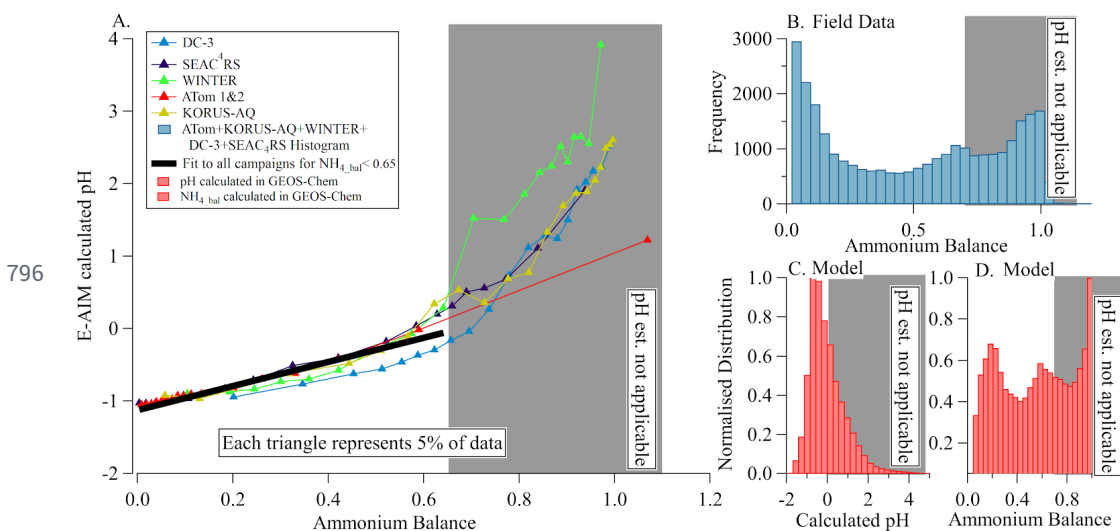 796
A.
E-AIM calculated pH
4
3
2
1
0
-1
-2
DC-3
SEAC⁴RS
WINTER
ATom 1&2
KORUS-AQ
ATom+KORUS-AQ+WINTER+
DC-3+SEAC₄RS Histogram
Fit to all campaigns for NH₄_bal< 0.65
pH calculated in GEOS-Chem
NH₄_bal calculated in GEOS-Chem
Each triangle represents 5% of data
pH est. not applicable
0.0 0.2 0.4 0.6 0.8 1.0 1.2
Ammonium Balance
B. Field Data
Frequency
3000
2000
1000
0
pH est. not applicable
0.0 0.5 1.0
Ammonium Balance
C. Model
Normalised Distribution
1.0
0.8
0.6
0.4
0.2
0.0
pH est. not applicable
-2 0 2 4
Calculated pH
D. Model
1.0
0.8
0.6
0.4
0.2
pH est. not applicable
0.0 0.4 0.8
Ammonium Balance